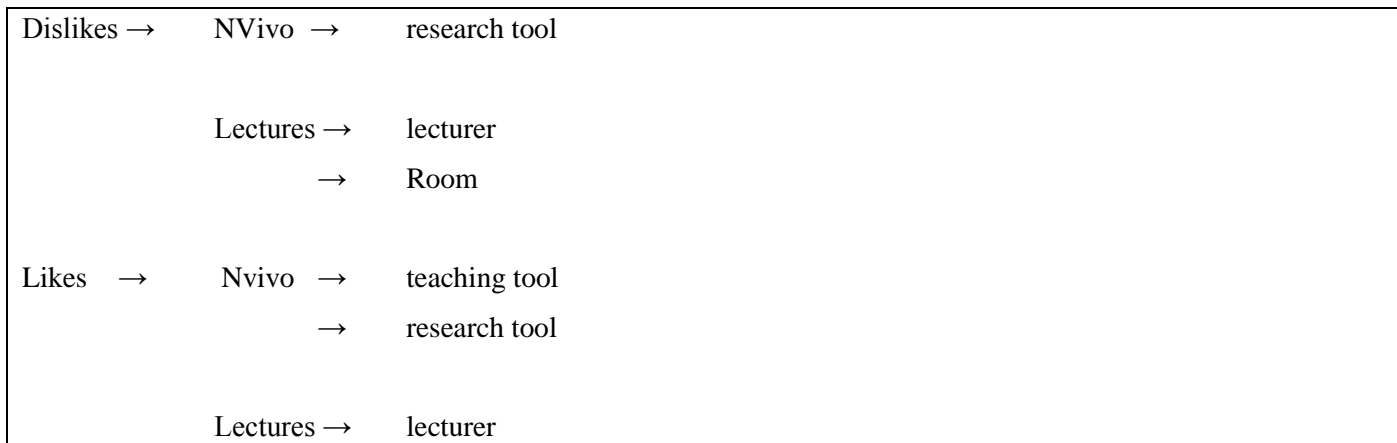 Dislikes → NVivo → research tool
Lectures → lecturer
→ Room
Likes → Nvivo → teaching tool
→ research tool
Lectures → lecturer